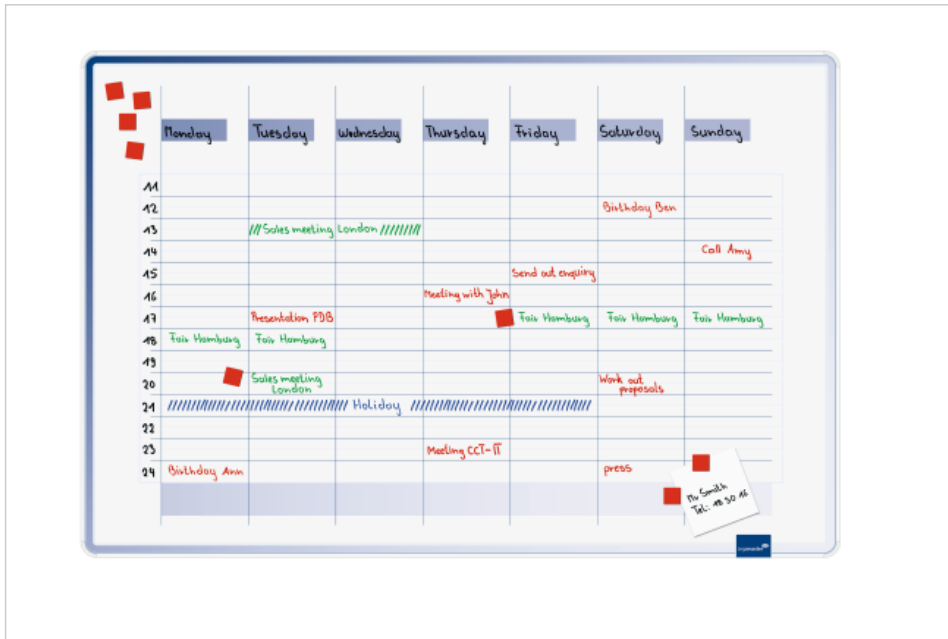 Monday Tuesday Wednesday Thursday Friday Saturday Sunday
11
12 Birthday Ben
13 /// Sales meeting London /////////
14 Call Amy
15 Send out enquiry
16 Meeting with John
17 Presentation PDB Fair Hamburg Fair Hamburg Fair Hamburg
18 Fair Hamburg Fair Hamburg
19
20 Sales meeting Work out
London proposals
21 Holiday
22
23 Meeting CCT-II
24 Birthday Ann press
Mr Smith
Tel: 18 30 16